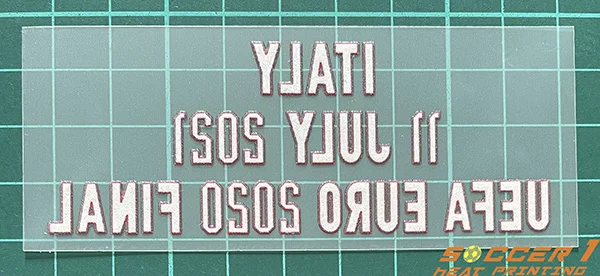 ITALY
11 JULY 2021
UEFA EURO 2020 FINAL
SOCCER 1
HEAT PRINTING